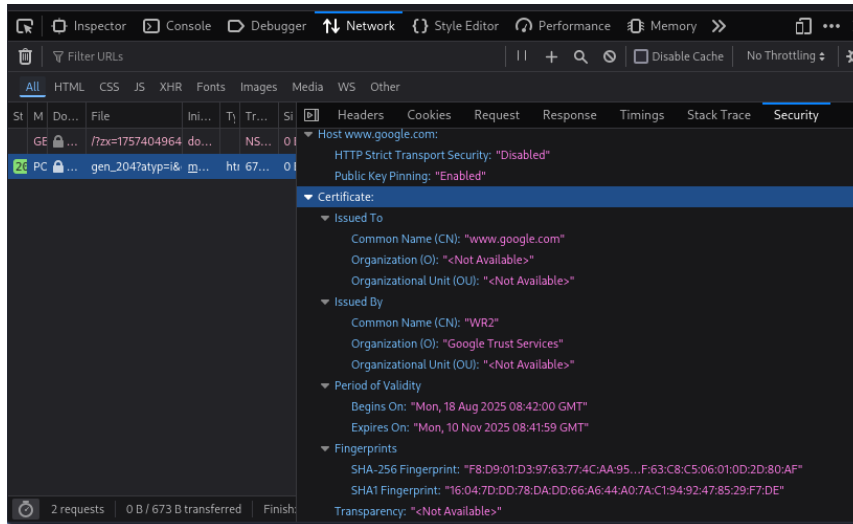 Inspector Console Debugger Network Style Editor Performance Memory
Filter URLs Disable Cache No Throttling
All HTML CSS JS XHR Fonts Images Media WS Other
St M Do... File Ini... Ty Tr... Si Headers Cookies Request Response Timings Stack Trace Security
GE ... /?zx=1757404964 do... NS... 0
PO ... gen_204?atyp=i& m... 67... 0
Host www.google.com:
HTTP Strict Transport Security: "Disabled"
Public Key Pinning: "Enabled"
Certificate:
Issued To
Common Name (CN): "www.google.com"
Organization (O): "<Not Available>"
Organizational Unit (OU): "<Not Available>"
Issued By
Common Name (CN): "WR2"
Organization (O): "Google Trust Services"
Organizational Unit (OU): "<Not Available>"
Period of Validity
Begins On: "Mon, 18 Aug 2025 08:42:00 GMT"
Expires On: "Mon, 10 Nov 2025 08:41:59 GMT"
Fingerprints
SHA-256 Fingerprint: "F8:D9:01:D3:97:63:77:4C:AA:95…F:63:C8:C5:06:01:0D:2D:80:AF"
SHA1 Fingerprint: "16:04:7D:DD:78:DA:DD:66:A6:44:A0:7A:C1:94:92:47:85:29:F7:DE"
Transparency: "<Not Available>"
2 requests 0 B / 673 B transferred Finish: